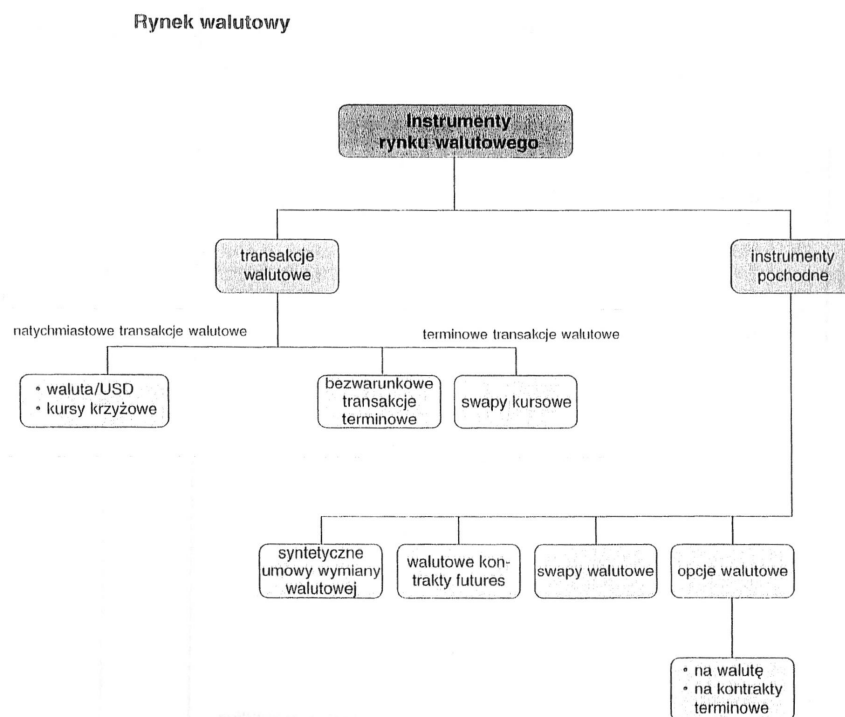 Rynek walutowy
Instrumenty
rynku walutowego
transakcje
walutowe
instrumenty
pochodne
natychmiastowe transakcje walutowe
terminowe transakcje walutowe
• waluta/USD
• kursy krzyżowe
bezwarunkowe
transakcje
terminowe
swapy kursowe
syntetyczne
umowy wymiany
walutowej
walutowe kon-
trakty futures
swapy walutowe
opcje walutowe
• na walutę
• na kontrakty
terminowe